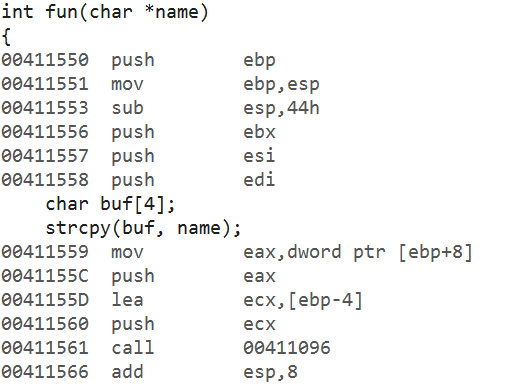 int fun(char *name)
{
00411550  push        ebp
00411551  mov         ebp,esp
00411553  sub         esp,44h
00411556  push        ebx
00411557  push        esi
00411558  push        edi
    char buf[4];
    strcpy(buf, name);
00411559  mov         eax,dword ptr [ebp+8]
0041155C  push        eax
0041155D  lea         ecx,[ebp-4]
00411560  push        ecx
00411561  call        00411096
00411566  add         esp,8